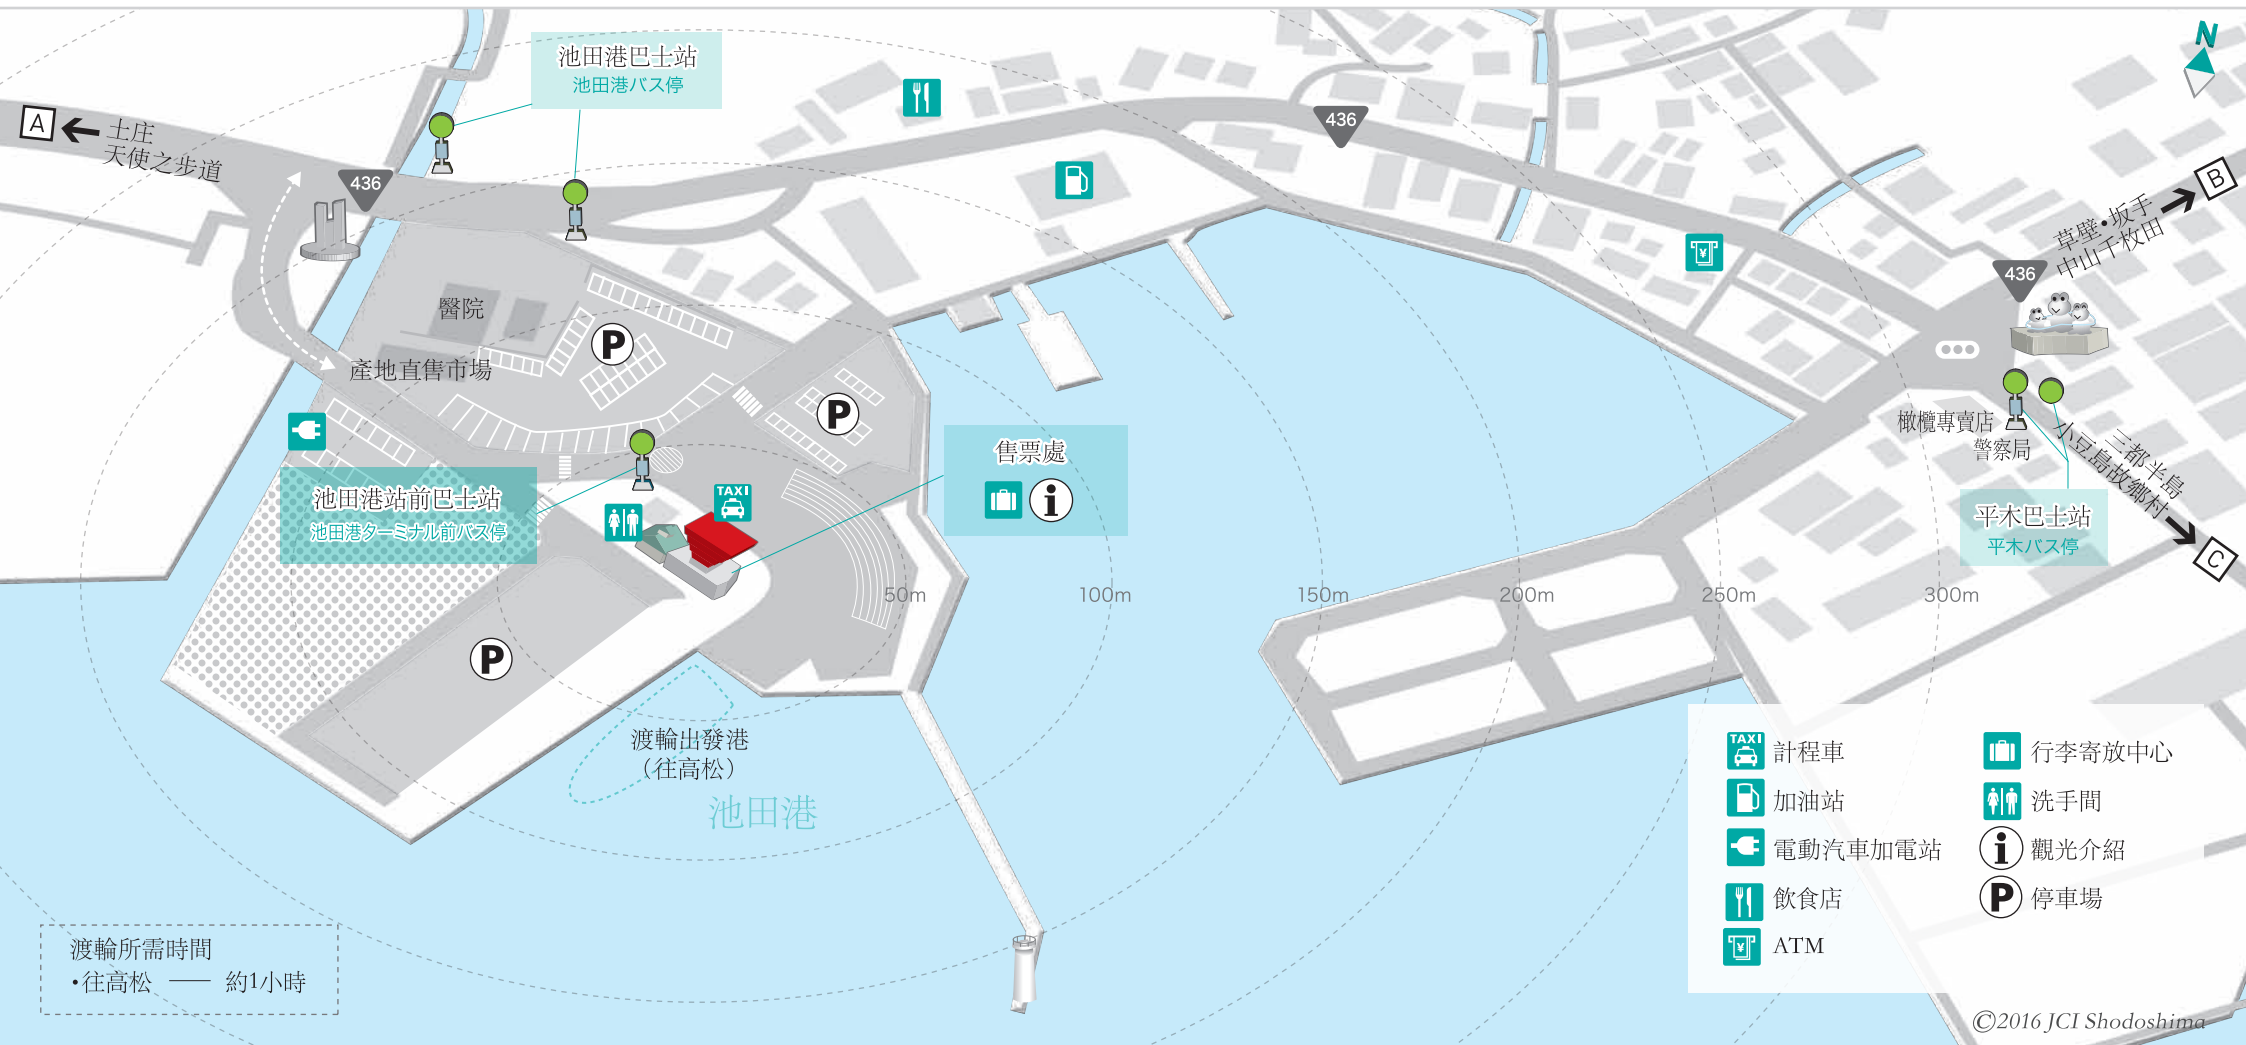 N
池田港巴士站
池田港バス停
A
土庄
天使之步道
436
436
436
B
草壁・坂手
中山千枚田
醫院
產地直售市場
P
P
池田港站前巴士站
池田港ターミナル前バス停
TAXI
售票處
i
橄欖專賣店
警察局
三都半島
小豆島故鄉村
C
平木巴士站
平木バス停
50m
100m
150m
200m
250m
300m
P
渡輪出發港
（往高松）
池田港
渡輪所需時間
・往高松 —— 約1小時
TAXI
計程車
加油站
電動汽車加電站
飲食店
¥
ATM
行李寄放中心
洗手間
i
觀光介紹
P
停車場
¥
©2016 JCI Shodoshima